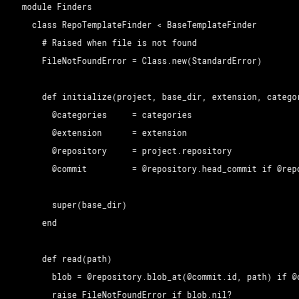 module Finders
class RepoTemplateFinder < BaseTemplateFinder
# Raised when file is not found
FileNotFoundError = Class.new(StandardError)
def initialize(project, base_dir, extension,
@categories = categories
@extension = extension
@repository = project.repository
@commit = @repository.head_commit if
super(base_dir)
end
def read(path)
blob = @repository.blob_at(@commit.id, path) if
raise FileNotFoundError if blob.nil?